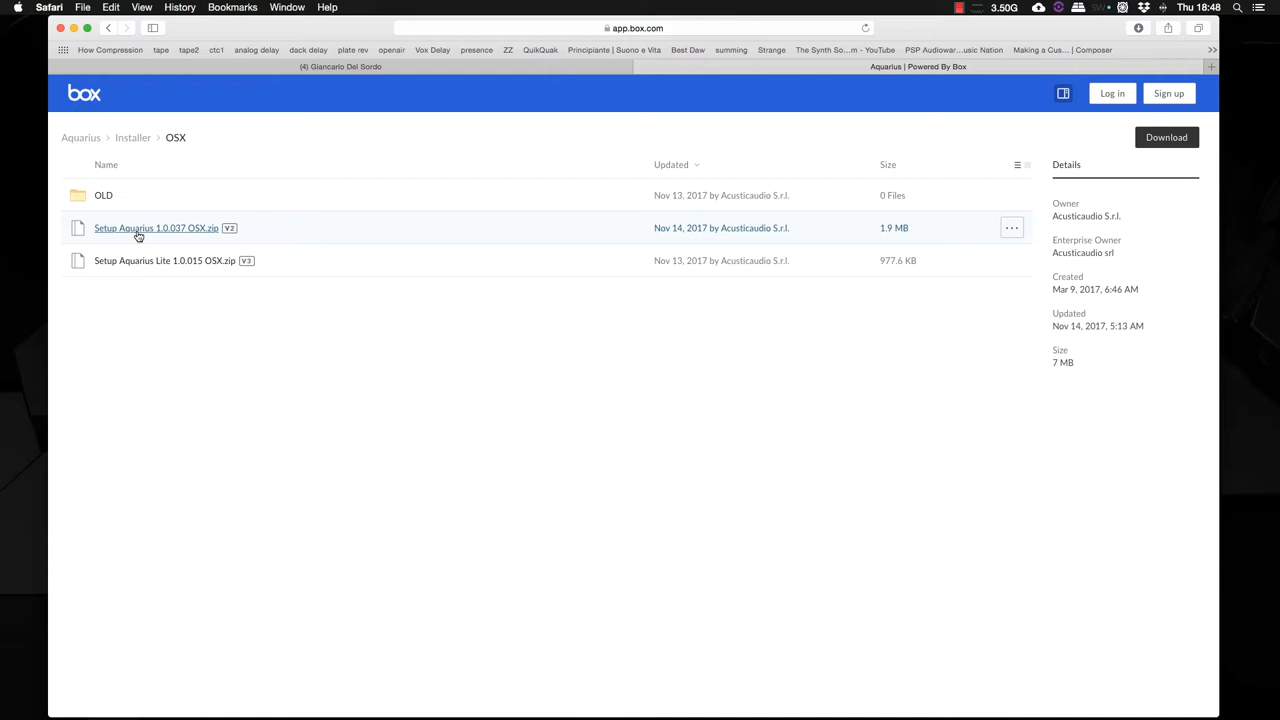 Safari File Edit View History Bookmarks Window Help 3.50G SW Thu 18:48
app.box.com
How Compression tape tape2 ctc1 analog delay dack delay plate rev openair Vox Delay presence ZZ QuikQuak Principiante | Suono e Vita Best Daw summing Strange The Synth So...m - YouTube PSP Audiowar...usic Nation Making a Cus... | Composer
(4) Giancarlo Del Sordo Aquarius | Powered By Box
box Log in Sign up
Aquarius > Installer > OSX Download
Name Updated Size Details
OLD Nov 13, 2017 by Acusticaudio S.r.l. 0 Files
Setup Aquarius 1.0.037 OSX.zip V2 Nov 14, 2017 by Acusticaudio S.r.l. 1.9 MB ...
Setup Aquarius Lite 1.0.015 OSX.zip V3 Nov 13, 2017 by Acusticaudio S.r.l. 977.6 KB
Owner
Acusticaudio S.r.l.
Enterprise Owner
Acusticaudio srl
Created
Mar 9, 2017, 6:46 AM
Updated
Nov 14, 2017, 5:13 AM
Size
7 MB